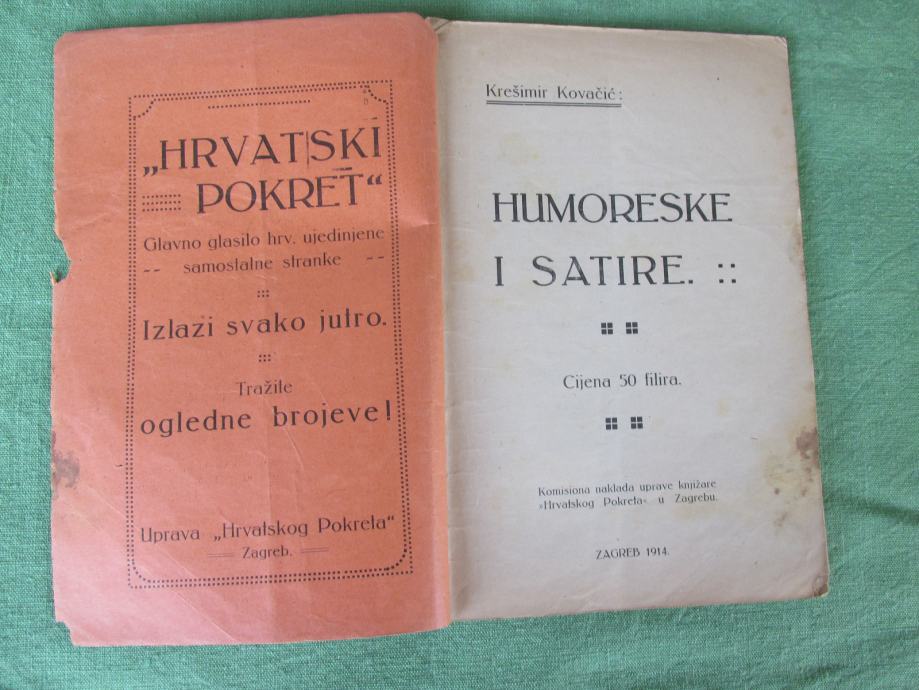 „HRVATSKI
POKRET“
Glavno glasilo hrv. ujedinjene
-- samostalne stranke --
Izlazi svako jutro.
Tražite
ogledne brojeve!
Uprava „Hrvatskog Pokreta“
Zagreb.
Krešimir Kovačić:
HUMORESKE
I SATIRE. ::
Cijena 50 filira.
Komisiona naklada uprave knjižare
»Hrvatskog Pokreta« u Zagrebu.
ZAGREB 1914.